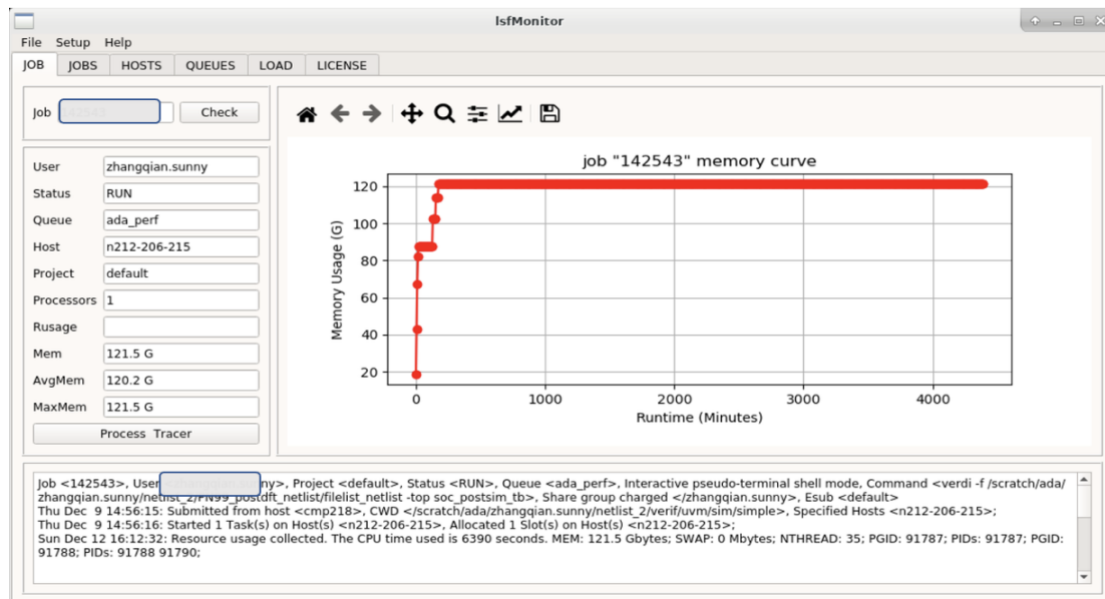 lsfMonitor
File Setup Help
JOB JOBS HOSTS QUEUES LOAD LICENSE
Job Check
User zhangqian.sunny
Status RUN
Queue ada_perf
Host n212-206-215
Project default
Processors 1
Rusage
Mem 121.5 G
AvgMem 120.2 G
MaxMem 121.5 G
Process Tracer
job "142543" memory curve
Memory Usage (G)
120
100
80
60
40
20
0 1000 2000 3000 4000
Runtime (Minutes)
Job <142543>, User ny>, Project <default>, Status <RUN>, Queue <ada_perf>, Interactive pseudo-terminal shell mode, Command <verdi -f /scratch/ada/
zhangqian.sunny/netlist_2/PN99_postdft_netlist/filelist_netlist -top soc_postsim_tb>, Share group charged </zhangqian.sunny>, Esub <default>
Thu Dec 9 14:56:15: Submitted from host <cmp218>, CWD </scratch/ada/zhangqian.sunny/netlist_2/verif/uvm/sim/simple>, Specified Hosts <n212-206-215>;
Thu Dec 9 14:56:16: Started 1 Task(s) on Host(s) <n212-206-215>, Allocated 1 Slot(s) on Host(s) <n212-206-215>;
Sun Dec 12 16:12:32: Resource usage collected. The CPU time used is 6390 seconds. MEM: 121.5 Gbytes; SWAP: 0 Mbytes; NTHREAD: 35; PGID: 91787; PIDs: 91787; PGID:
91788; PIDs: 91788 91790;